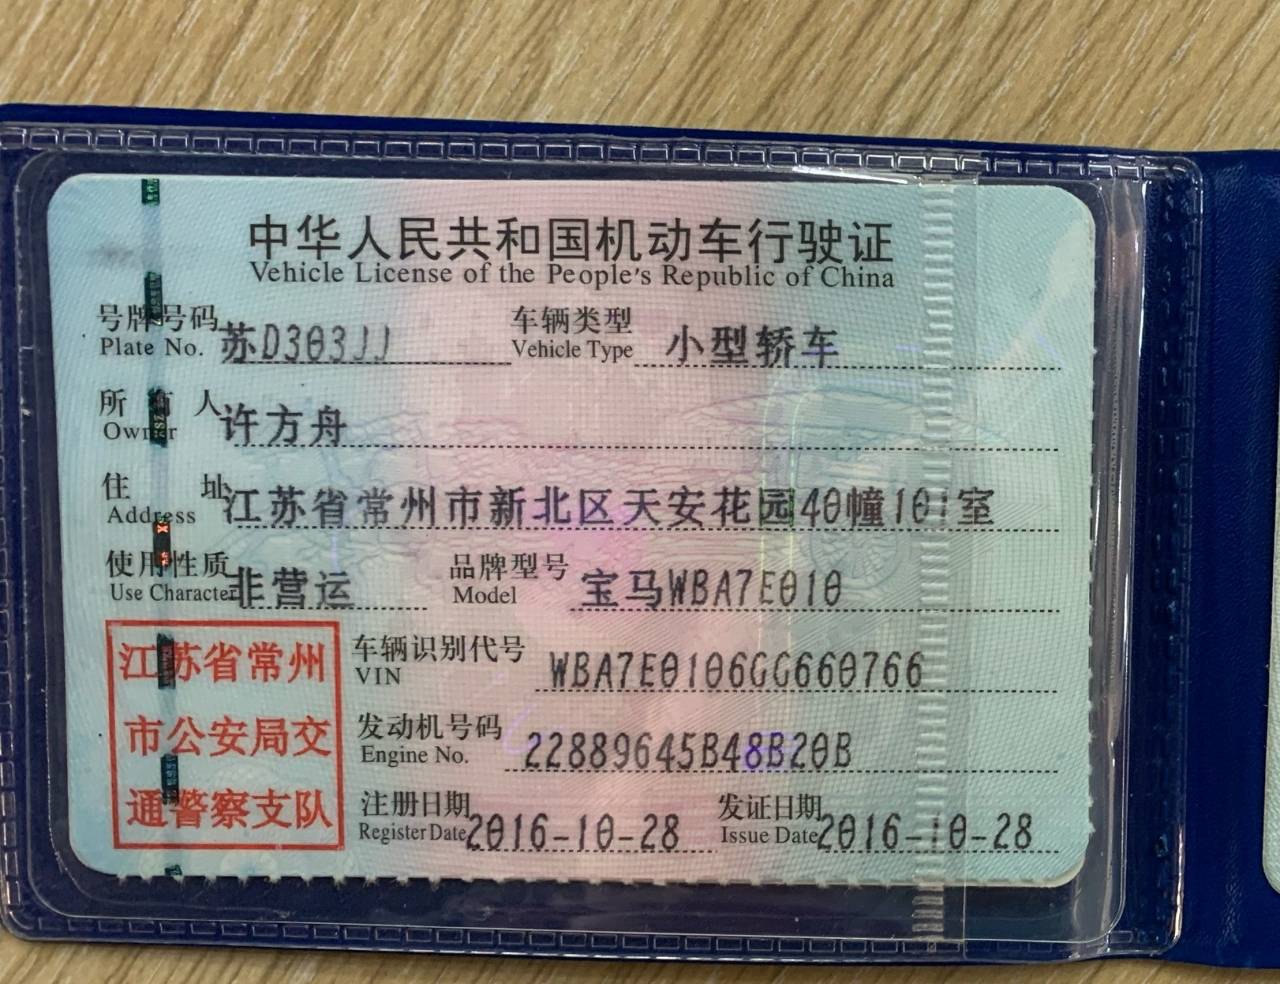 中华人民共和国机动车行驶证
Vehicle License of the People's Republic of China
号牌号码 苏D303JJ 车辆类型 小型轿车
Plate No. Vehicle Type
所有人 许方舟
Owner
住址 江苏省常州市新北区天安花园40幢101室
Address
使用性质 非营运 品牌型号 宝马WBA7E010
Use Character Model
江苏省常州
市公安局交
通警察支队
车辆识别代号 WBA7E0106GG660766
VIN
发动机号码 22889645B48B20B
Engine No.
注册日期 2016-10-28 发证日期 2016-10-28
Register Date Issue Date